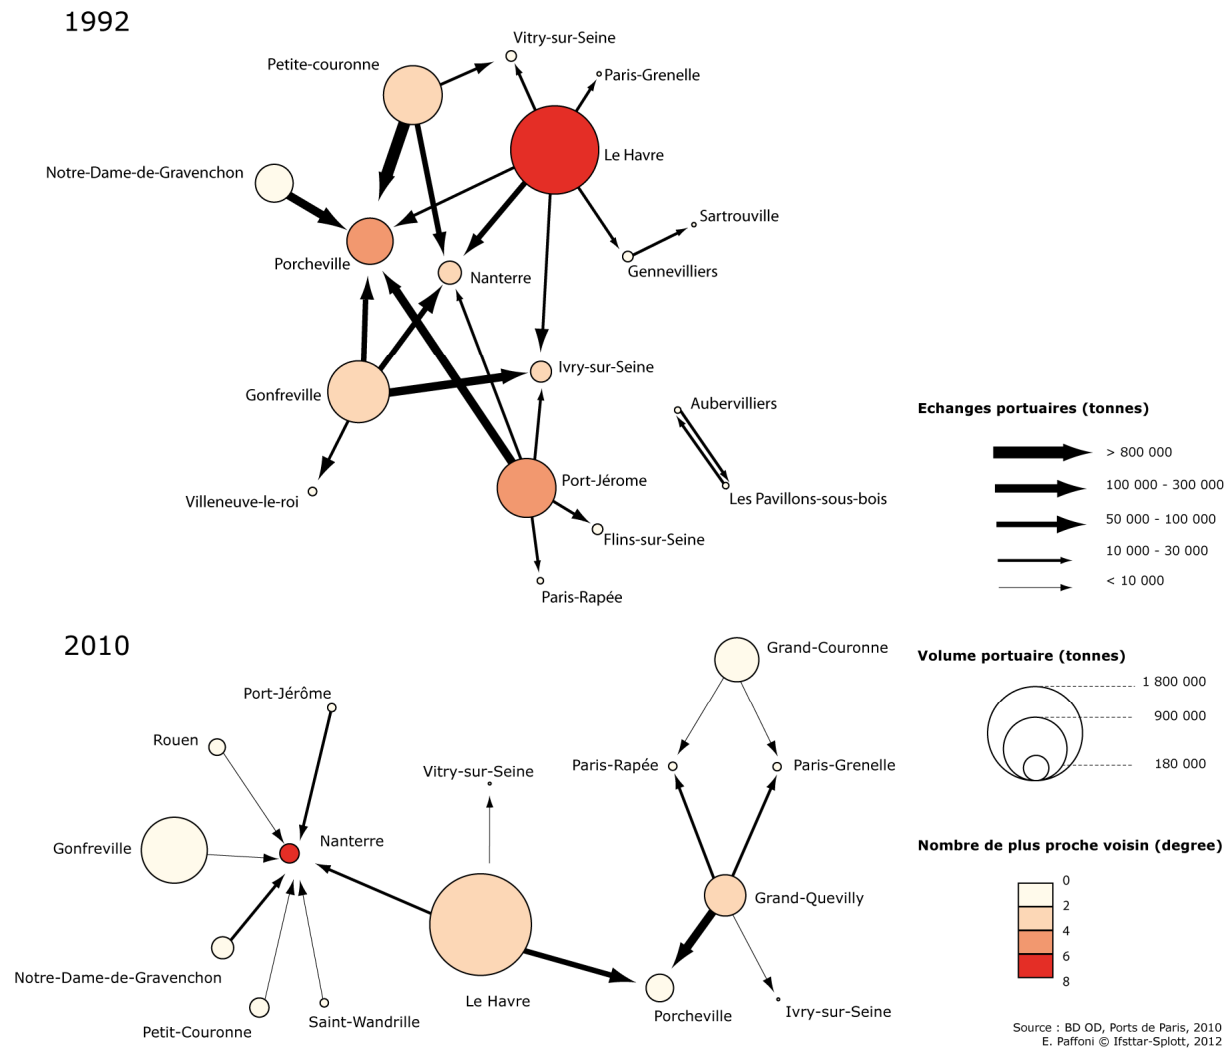 1992
Vitry-sur-Seine
Petite-couronne
Paris-Grenelle
Le Havre
Notre-Dame-de-Gravenchon
Sartrouville
Porcheville
Nanterre
Gennevilliers
Ivry-sur-Seine
Gonfreville
Aubervilliers
Port-Jérome
Villeneuve-le-roi
Les Pavillons-sous-bois
Flins-sur-Seine
Paris-Rapée
Echanges portuaires (tonnes)
> 800 000
100 000 - 300 000
50 000 - 100 000
10 000 - 30 000
< 10 000
2010
Grand-Couronne
Port-Jérôme
Rouen
Vitry-sur-Seine
Paris-Rapée
Paris-Grenelle
Gonfreville
Nanterre
Grand-Quevilly
Notre-Dame-de-Gravenchon
Le Havre
Petit-Couronne
Saint-Wandrille
Porcheville
Ivry-sur-Seine
Volume portuaire (tonnes)
1 800 000
900 000
180 000
Nombre de plus proche voisin (degree)
0
2
4
6
8
Source : BD OD, Ports de Paris, 2010
E. Paffoni © Ifsttar-Splott, 2012